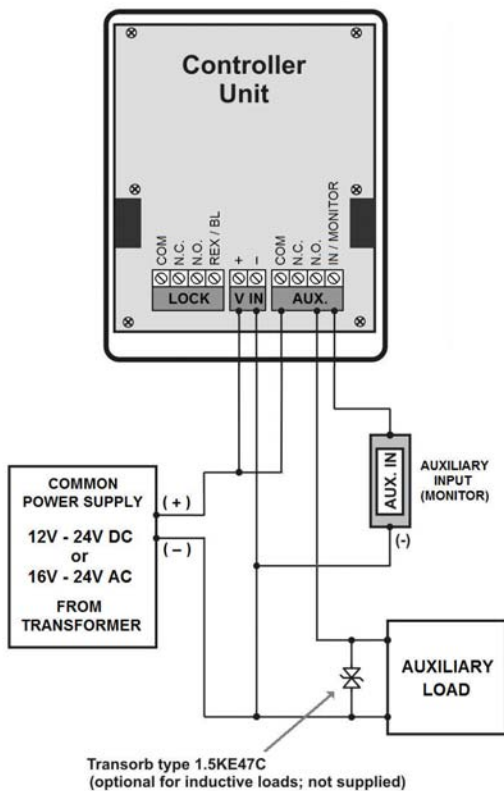 Controller
Unit
COM
N.C.
N.O.
REX / BL
+
−
COM
N.C.
N.O.
IN / MONITOR
LOCK
V IN
AUX.
COMMON
POWER SUPPLY
12V - 24V DC
or
16V - 24V AC
FROM
TRANSFORMER
( + )
( − )
AUX. IN
AUXILIARY
INPUT
(MONITOR)
(-)
AUXILIARY
LOAD
Transorb type 1.5KE47C
(optional for inductive loads; not supplied)